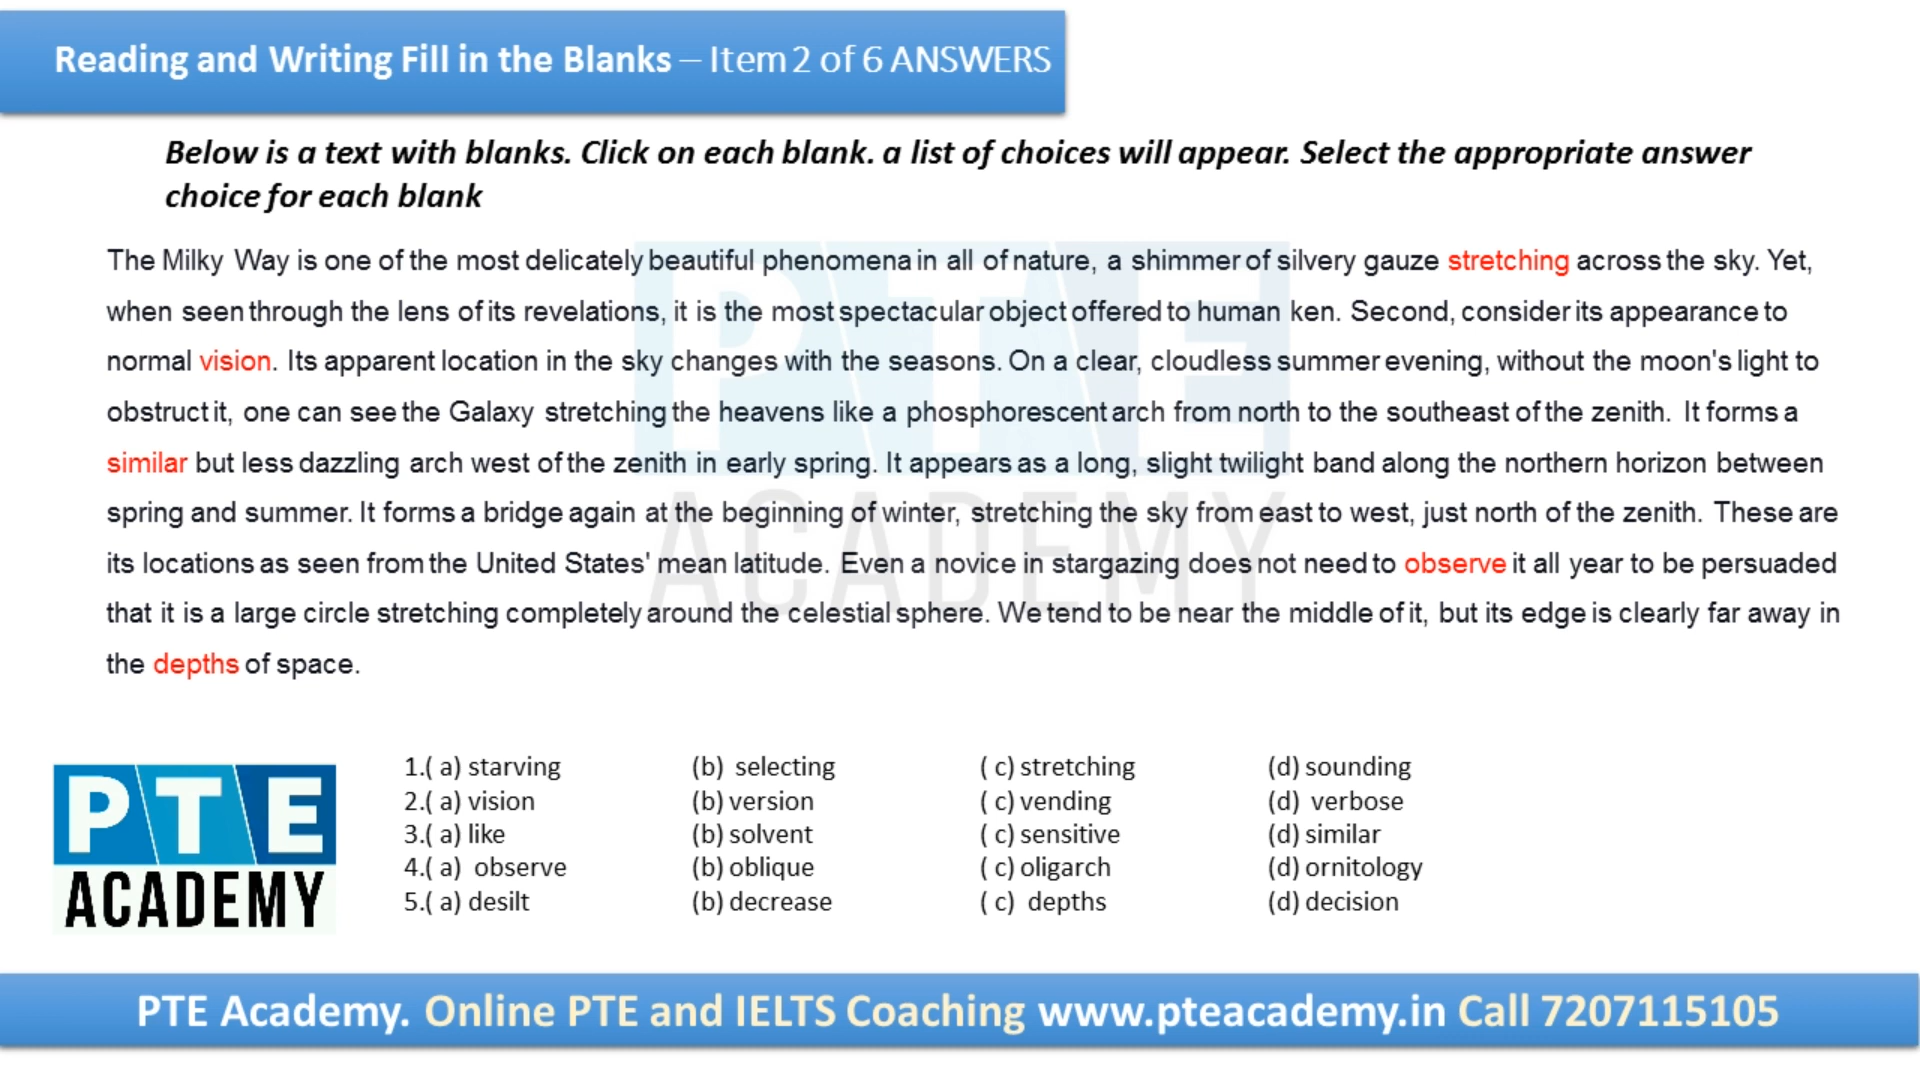 Reading and Writing Fill in the Blanks – Item 2 of 6 ANSWERS
Below is a text with blanks. Click on each blank. a list of choices will appear. Select the appropriate answer
choice for each blank
The Milky Way is one of the most delicately beautiful phenomena in all of nature, a shimmer of silvery gauze stretching across the sky. Yet,
when seen through the lens of its revelations, it is the most spectacular object offered to human ken. Second, consider its appearance to
normal vision. Its apparent location in the sky changes with the seasons. On a clear, cloudless summer evening, without the moon's light to
obstruct it, one can see the Galaxy stretching the heavens like a phosphorescent arch from north to the southeast of the zenith. It forms a
similar but less dazzling arch west of the zenith in early spring. It appears as a long, slight twilight band along the northern horizon between
spring and summer. It forms a bridge again at the beginning of winter, stretching the sky from east to west, just north of the zenith. These are
its locations as seen from the United States' mean latitude. Even a novice in stargazing does not need to observe it all year to be persuaded
that it is a large circle stretching completely around the celestial sphere. We tend to be near the middle of it, but its edge is clearly far away in
the depths of space.
PTE
ACADEMY
1.( a) starving (b) selecting ( c) stretching (d) sounding
2.( a) vision (b) version ( c) vending (d) verbose
3.( a) like (b) solvent ( c) sensitive (d) similar
4.( a) observe (b) oblique ( c) oligarch (d) ornitology
5.( a) desilt (b) decrease ( c) depths (d) decision
PTE
ACADEMY
PTE Academy. Online PTE and IELTS Coaching www.pteacademy.in Call 7207115105